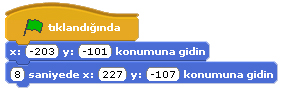 tıklandığında
x: -203 y: -101 konumuna gidin
8 saniyede x: 227 y: -107 konumuna gidin